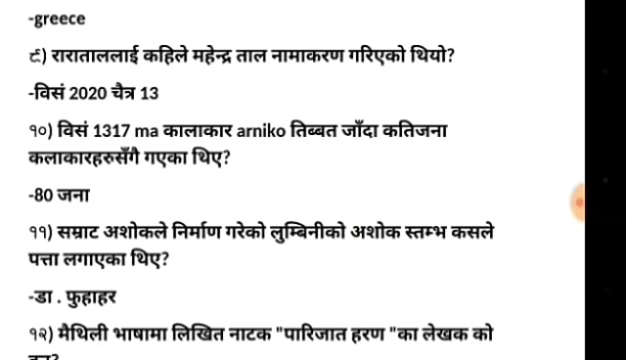 -greece
९) राराताललाई कहिले महेन्द्र ताल नामाकरण गरिएको थियो?
-विसं 2020 चैत्र 13
१०) विसं 1317 ma कालाकार arniko तिब्बत जाँदा कतिजना
कलाकारहरुसँगै गएका थिए?
-80 जना
११) सम्राट अशोकले निर्माण गरेको लुम्बिनीको अशोक स्तम्भ कसले
पत्ता लगाएका थिए?
-डा . फुहाहर
१२) मैथिली भाषामा लिखित नाटक "पारिजात हरण "का लेखक को